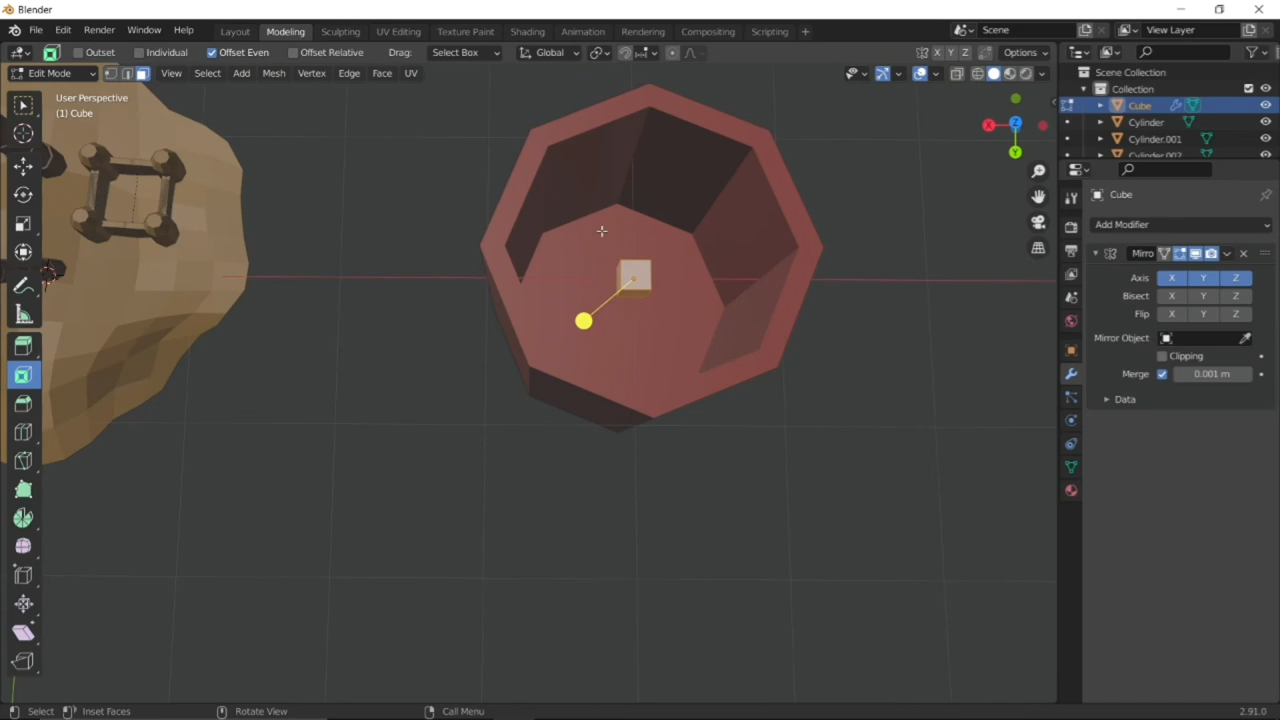 Blender
File Edit Render Window Help Layout Modeling Sculpting UV Editing Texture Paint Shading Animation Rendering Compositing Scripting + Scene View Layer
Outset Individual Offset Even Offset Relative Drag: Select Box Global X Y Z Options
Edit Mode View Select Add Mesh Vertex Edge Face UV
User Perspective
(1) Cube
X Z Y
Scene Collection
Collection
Cube
Cylinder
Cylinder.001
Cylinder.002
Cube
Add Modifier
Mirro
Axis X Y Z
Bisect X Y Z
Flip X Y Z
Mirror Object
Clipping
Merge 0.001 m
Data
Select Inset Faces Rotate View Call Menu 2.91.0